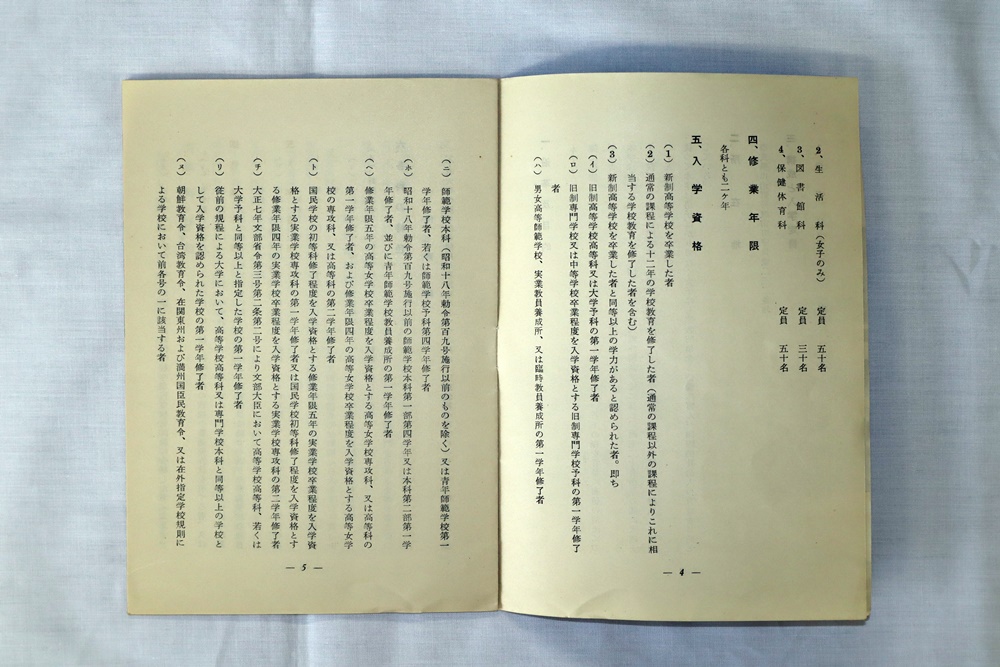 2、生活科（女子のみ）　定員　五十名
3、図書館科　定員　三十名
4、保健体育科　定員　五十名
四、修業年限
各科とも二ヶ年
五、入学資格
（1）新制高等学校を卒業した者
（2）通常の課程による十二年の学校教育を修了した者（通常の課程以外の課程によりこれに相
当する学校教育を修了した者を含む）
（3）新制高等学校を卒業した者と同等以上の学力があると認められた者。即ち
（イ）旧制高等学校高等科又は大学予科の第一学年修了者
（ロ）旧制専門学校又は中等学校卒業程度を入学資格とする旧制専門学校予科の第一学年修了
者
（ハ）男女高等師範学校、実業教員養成所、又は臨時教員養成所の第一学年修了者
— 4 —
（ニ）師範学校本科（昭和十八年勅令第百九号施行以前のものを除く）又は青年師範学校第一
学年修了者、若くは師範学校予科第四学年修了者
（ホ）昭和十八年勅令第百九号施行以前の師範学校本科第一部第四学年又は本科第二部第一学
年修了者、並びに青年師範学校教員養成所の第一学年修了者
（ヘ）修業年限五年の高等女学校卒業程度を入学資格とする高等女学校専攻科、又は高等科の
第一学年修了者、および修業年限四年の高等女学校卒業程度を入学資格とする高等女学
校の専攻科、又は高等科の第二学年修了者
（ト）国民学校の初等科修了程度を入学資格とする修業年限五年の実業学校卒業程度を入学資
格とする実業学校専攻科の第一学年修了者又は国民学校初等科修了程度を入学資格とす
る修業年限四年の実業学校卒業程度を入学資格とする実業学校専攻科の第二学年修了者
（チ）大正七年文部省令第三号第二条第二号により文部大臣において高等学校高等科、若くは
大学予科と同等以上と指定した学校の第一学年修了者
（リ）従前の規程による大学において、高等学校高等科又は専門学校本科と同等以上の学校と
して入学資格を認められた学校の第一学年修了者
（ヌ）朝鮮教育令、台湾教育令、在関東州および満州国臣民教育令、又は在外指定学校規則に
よる学校において前各号の一に該当する者
— 5 —